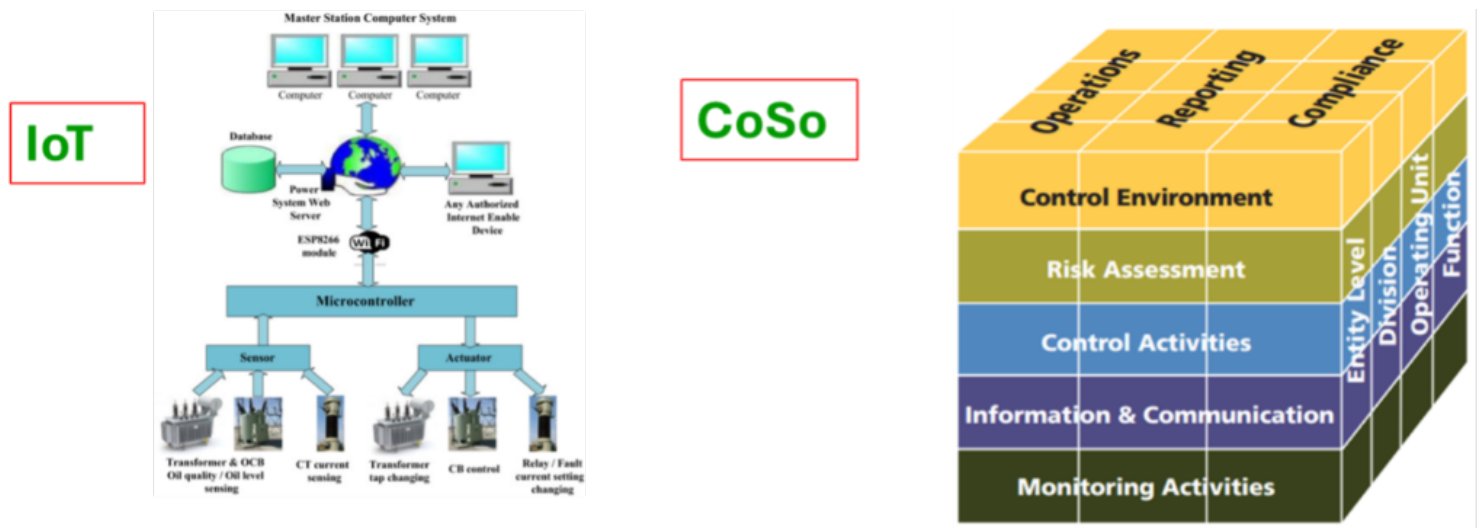 Master Station Computer System
Computer
Computer
Computer
IoT
Database
Power
System Web
Server
Any Authorized
Internet Enable
Device
ESP8266
module
Wi Fi
Microcontroller
Sensor
Actuator
Transformer & OCB
Oil quality / Oil level
sensing
CT current
sensing
Transformer
tap changing
CB control
Relay / Fault
current setting
changing
CoSo
Operations
Reporting
Compliance
Control Environment
Risk Assessment
Control Activities
Information & Communication
Monitoring Activities
Entity Level
Division
Operating Unit
Function